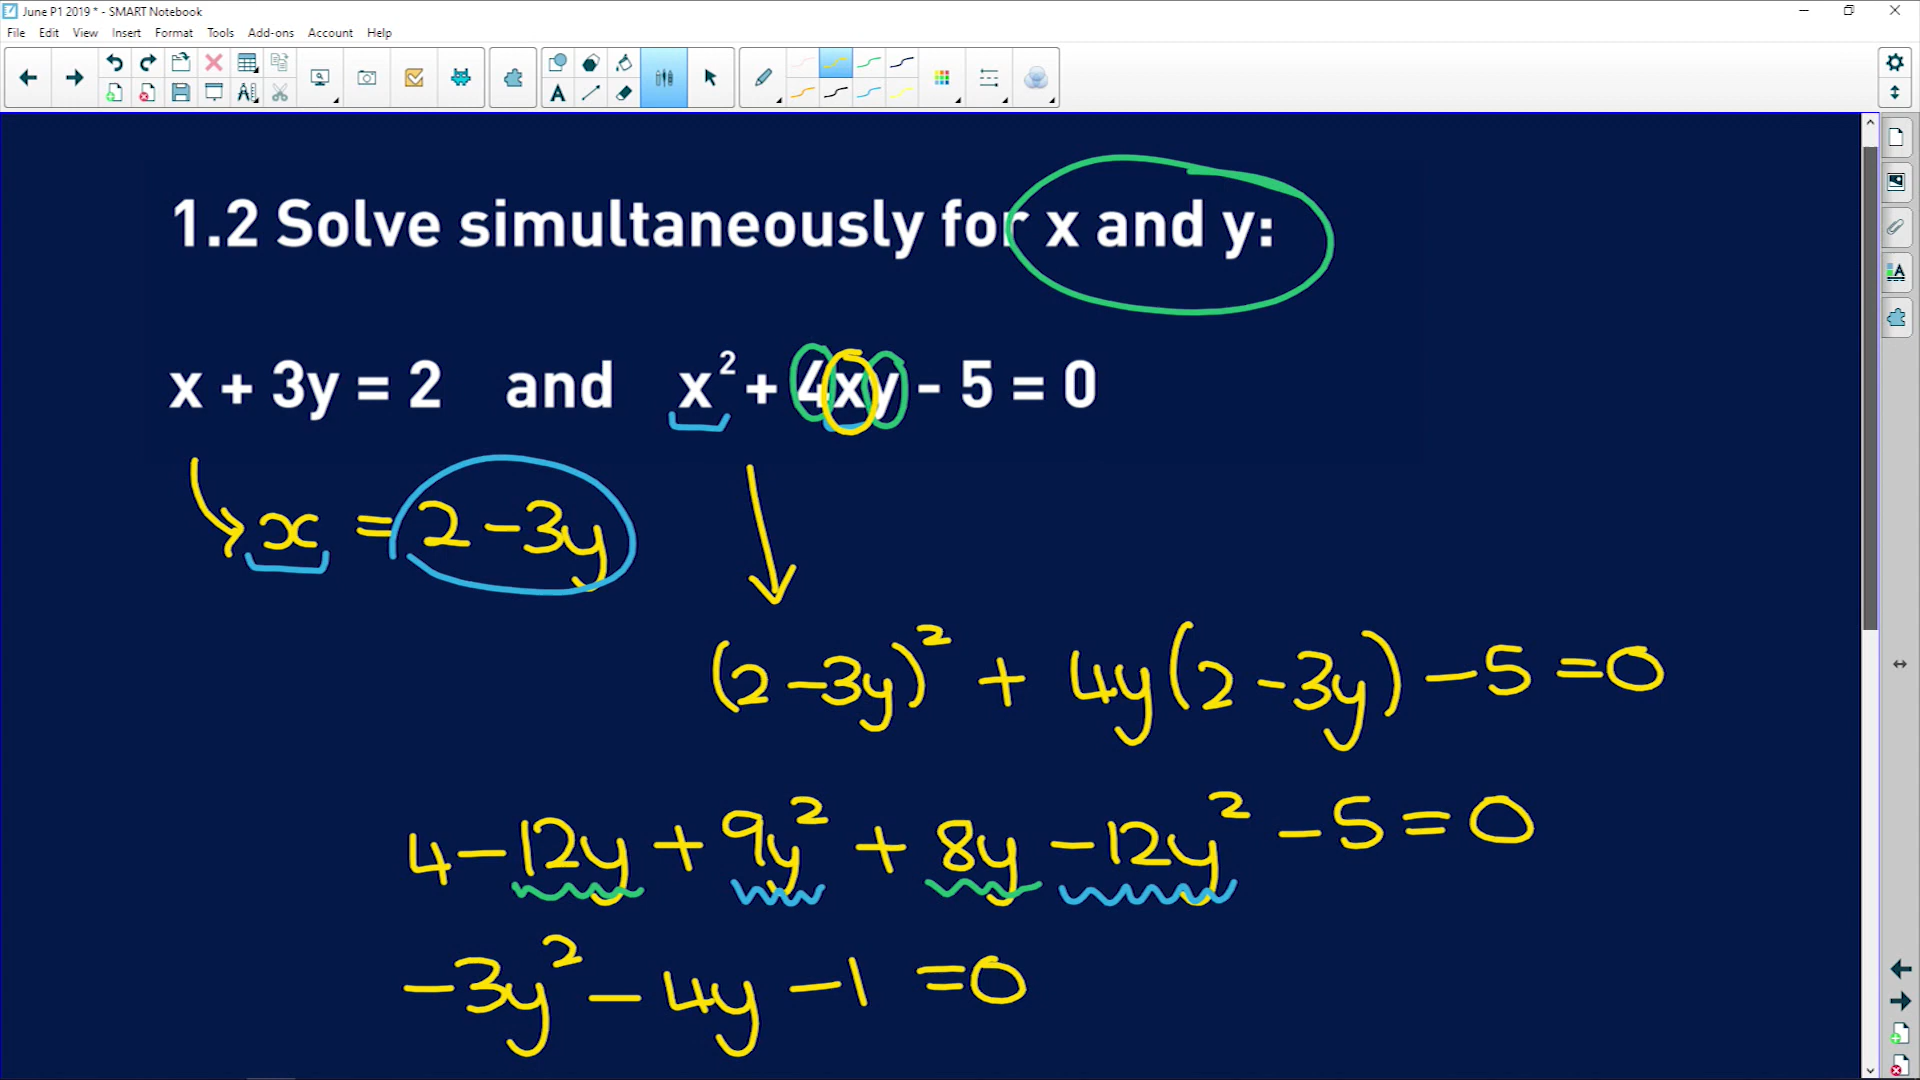 June P1 2019 * - SMART Notebook
File Edit View Insert Format Tools Add-ons Account Help
1.2 Solve simultaneously for x and y:
x + 3y = 2 and x² + 4xy - 5 = 0
x = 2 - 3y
(2 - 3y)² + 4y(2 - 3y) - 5 = 0
4 - 12y + 9y² + 8y - 12y² - 5 = 0
-3y² - 4y - 1 = 0